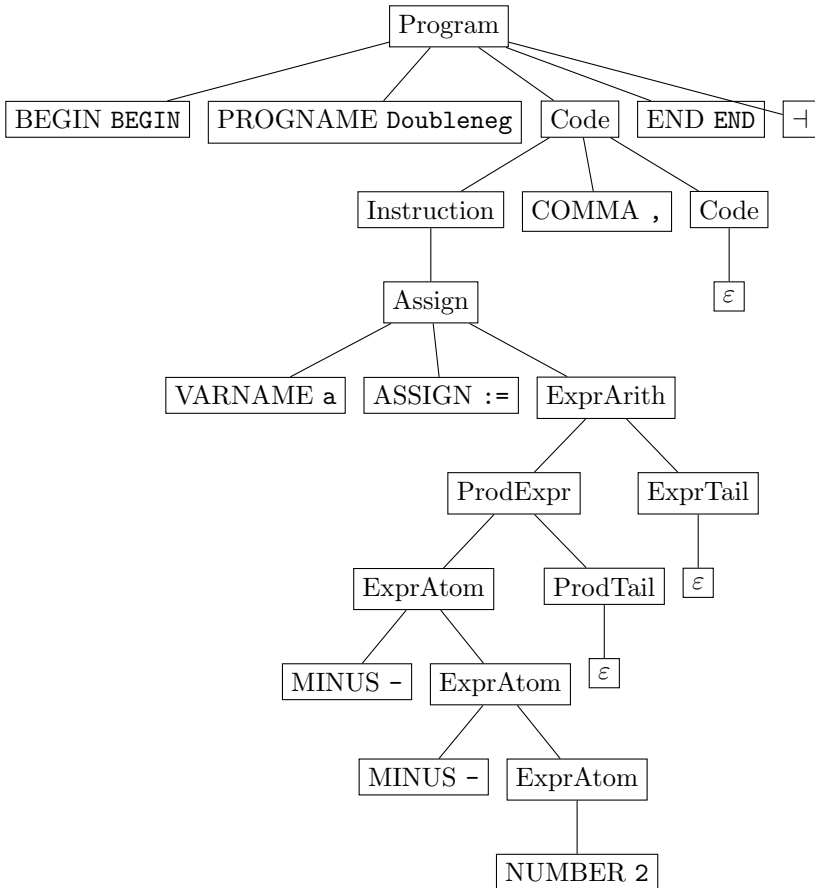 Program
BEGIN BEGIN PROGNAME Doubleneg Code END END ⊣
Instruction COMMA , Code
Assign ε
VARNAME a ASSIGN := ExprArith
ProdExpr ExprTail
ExprAtom ProdTail ε
MINUS - ExprAtom ε
MINUS - ExprAtom
NUMBER 2